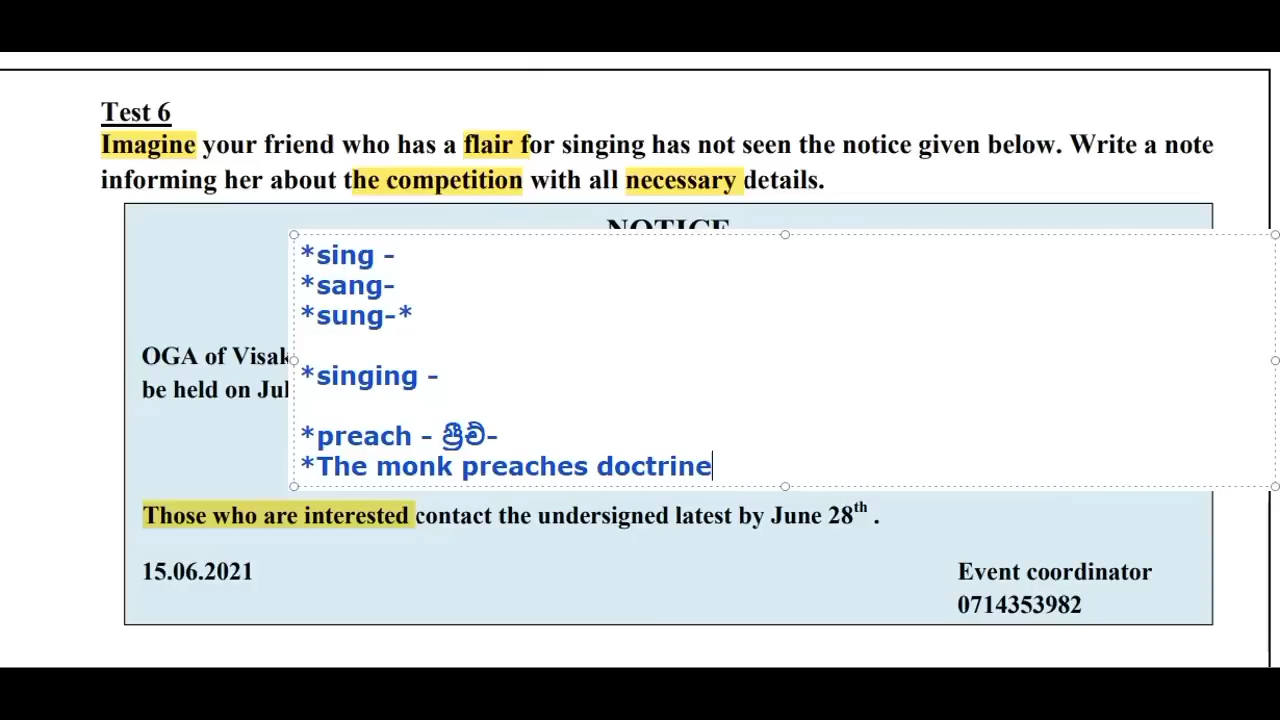 Test 6
Imagine your friend who has a flair for singing has not seen the notice given below. Write a note
informing her about the competition with all necessary details.
NOTICE
*sing -
*sang-
*sung-*
OGA of Visak
*singing -
be held on Jul
*preach - ප්‍රීච්-
*The monk preaches doctrine
Those who are interested contact the undersigned latest by June 28th .
15.06.2021
Event coordinator
0714353982